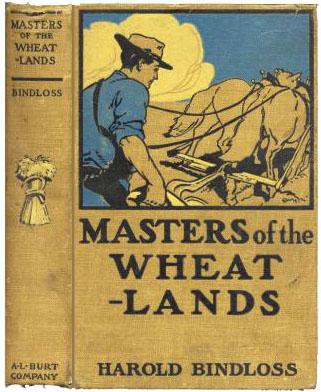 MASTERS
OF THE
WHEAT
-LANDS
BINDLOSS
A·L·BURT
COMPANY
MASTERS of the
WHEAT
-LANDS
HAROLD BINDLOSS